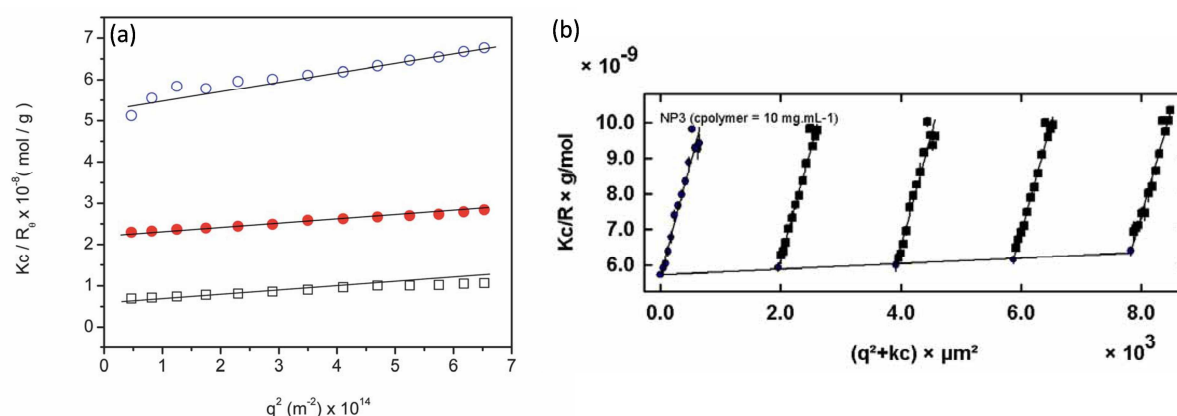 (a)
8
7
6
5
4
3
2
1
0
Kc / R_θ x 10^-8 ( mol / g )
0 1 2 3 4 5 6 7
q² (m⁻²) x 10¹⁴
(b)
× 10⁻⁹
NP3 (cpolymer = 10 mg.mL-1)
10.0
9.0
8.0
7.0
6.0
Kc/R × g/mol
0.0 2.0 4.0 6.0 8.0
(q²+kc) × µm²
× 10³